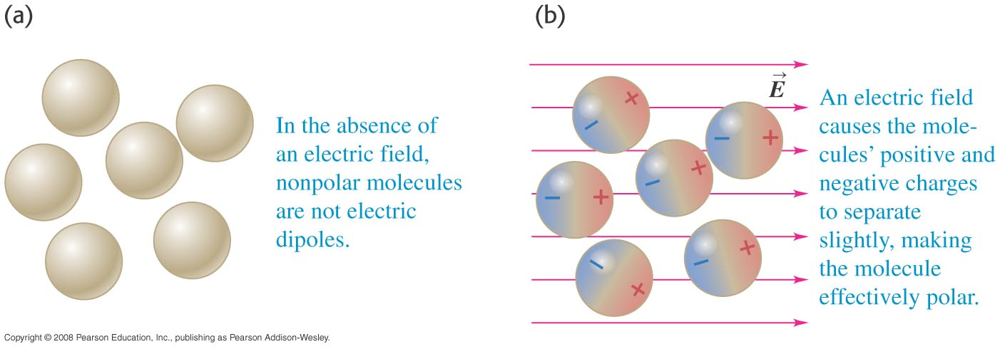 (a)
In the absence of
an electric field,
nonpolar molecules
are not electric
dipoles.
(b)
E
An electric field
causes the mole-
cules’ positive and
negative charges
to separate
slightly, making
the molecule
effectively polar.
− +
− +
− +
− +
− +
− +
Copyright © 2008 Pearson Education, Inc., publishing as Pearson Addison-Wesley.